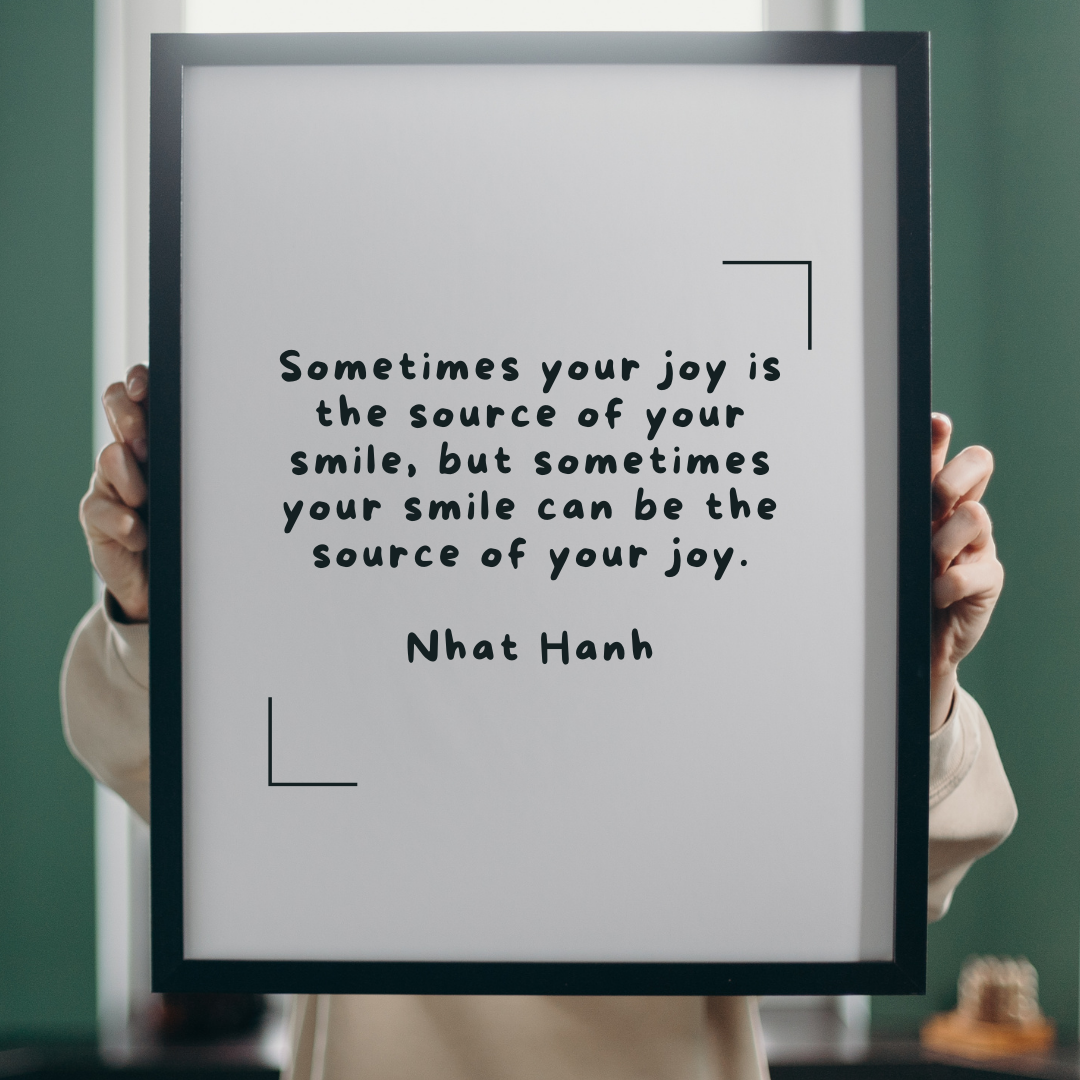 Sometimes your joy is
the source of your
smile, but sometimes
your smile can be the
source of your joy.
Nhat Hanh